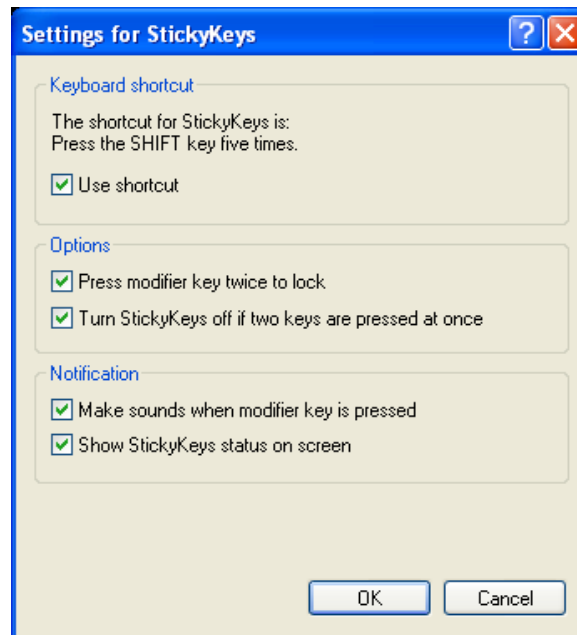 Settings for StickyKeys
Keyboard shortcut
The shortcut for StickyKeys is:
Press the SHIFT key five times.
Use shortcut
Options
Press modifier key twice to lock
Turn StickyKeys off if two keys are pressed at once
Notification
Make sounds when modifier key is pressed
Show StickyKeys status on screen
OK
Cancel